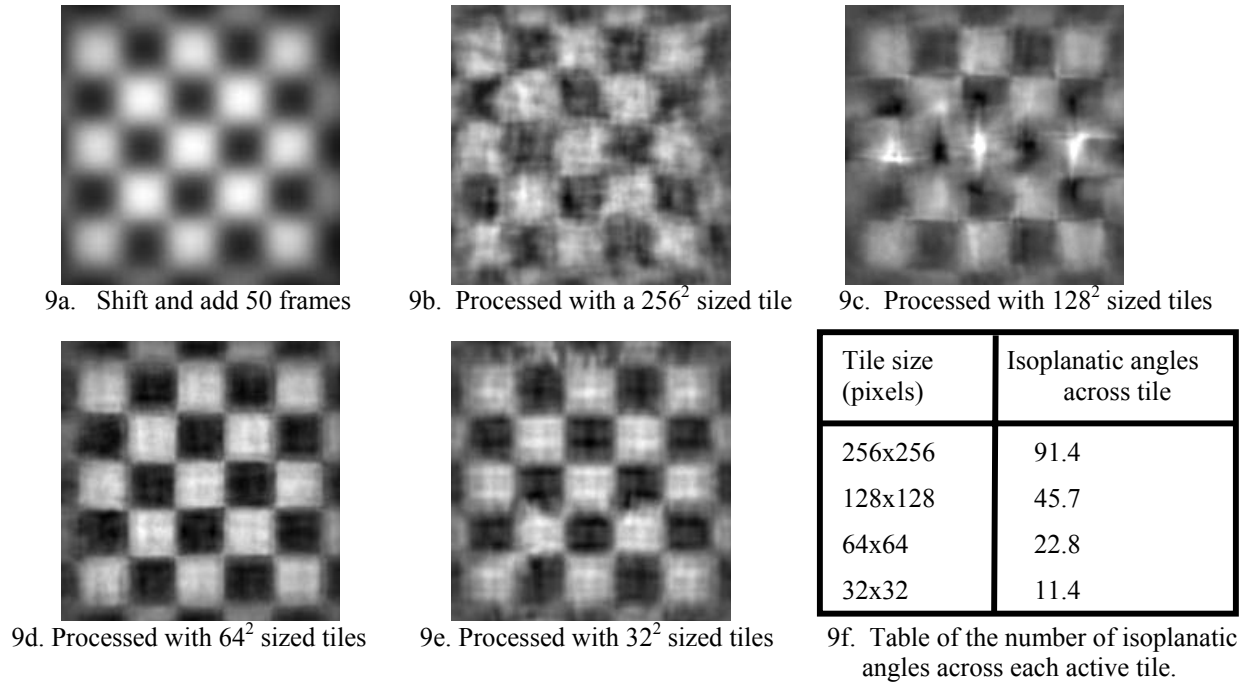 9a. Shift and add 50 frames
9b. Processed with a 256² sized tile
9c. Processed with 128² sized tiles
9d. Processed with 64² sized tiles
9e. Processed with 32² sized tiles
Tile size Isoplanatic angles
(pixels) across tile
256x256 91.4
128x128 45.7
64x64 22.8
32x32 11.4
9f. Table of the number of isoplanatic
angles across each active tile.